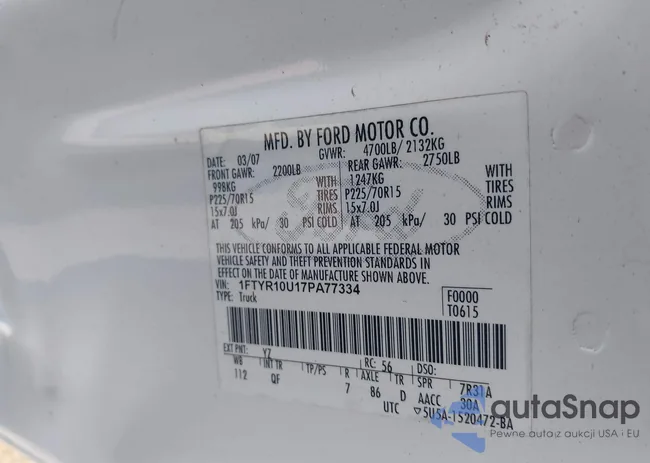 MFD. BY FORD MOTOR CO.
DATE: 03/07 GVWR: 4700LB/ 2132KG
FRONT GAWR: 2200LB REAR GAWR: 2750LB
998KG WITH 1247KG WITH
P225/70R15 TIRES P225/70R15 TIRES
15x7.0J RIMS 15x7.0J RIMS
AT 205 kPa/ 30 PSI COLD AT 205 kPa/ 30 PSI COLD
Ford
THIS VEHICLE CONFORMS TO ALL APPLICABLE FEDERAL MOTOR
VEHICLE SAFETY AND THEFT PREVENTION STANDARDS IN
EFFECT ON THE DATE OF MANUFACTURE SHOWN ABOVE.
VIN: 1FTYR10U17PA77334 F0000
TYPE: Truck T0615
EXT PNT: YZ RC: 56 DSO:
WB INT TR TP/PS R AXLE TR SPR 7R31A
112 QF 7 86 D AACC 30A
UTC ▽5U5A-1520472-BA
autaSnap
Pewne auta z aukcji USA i EU